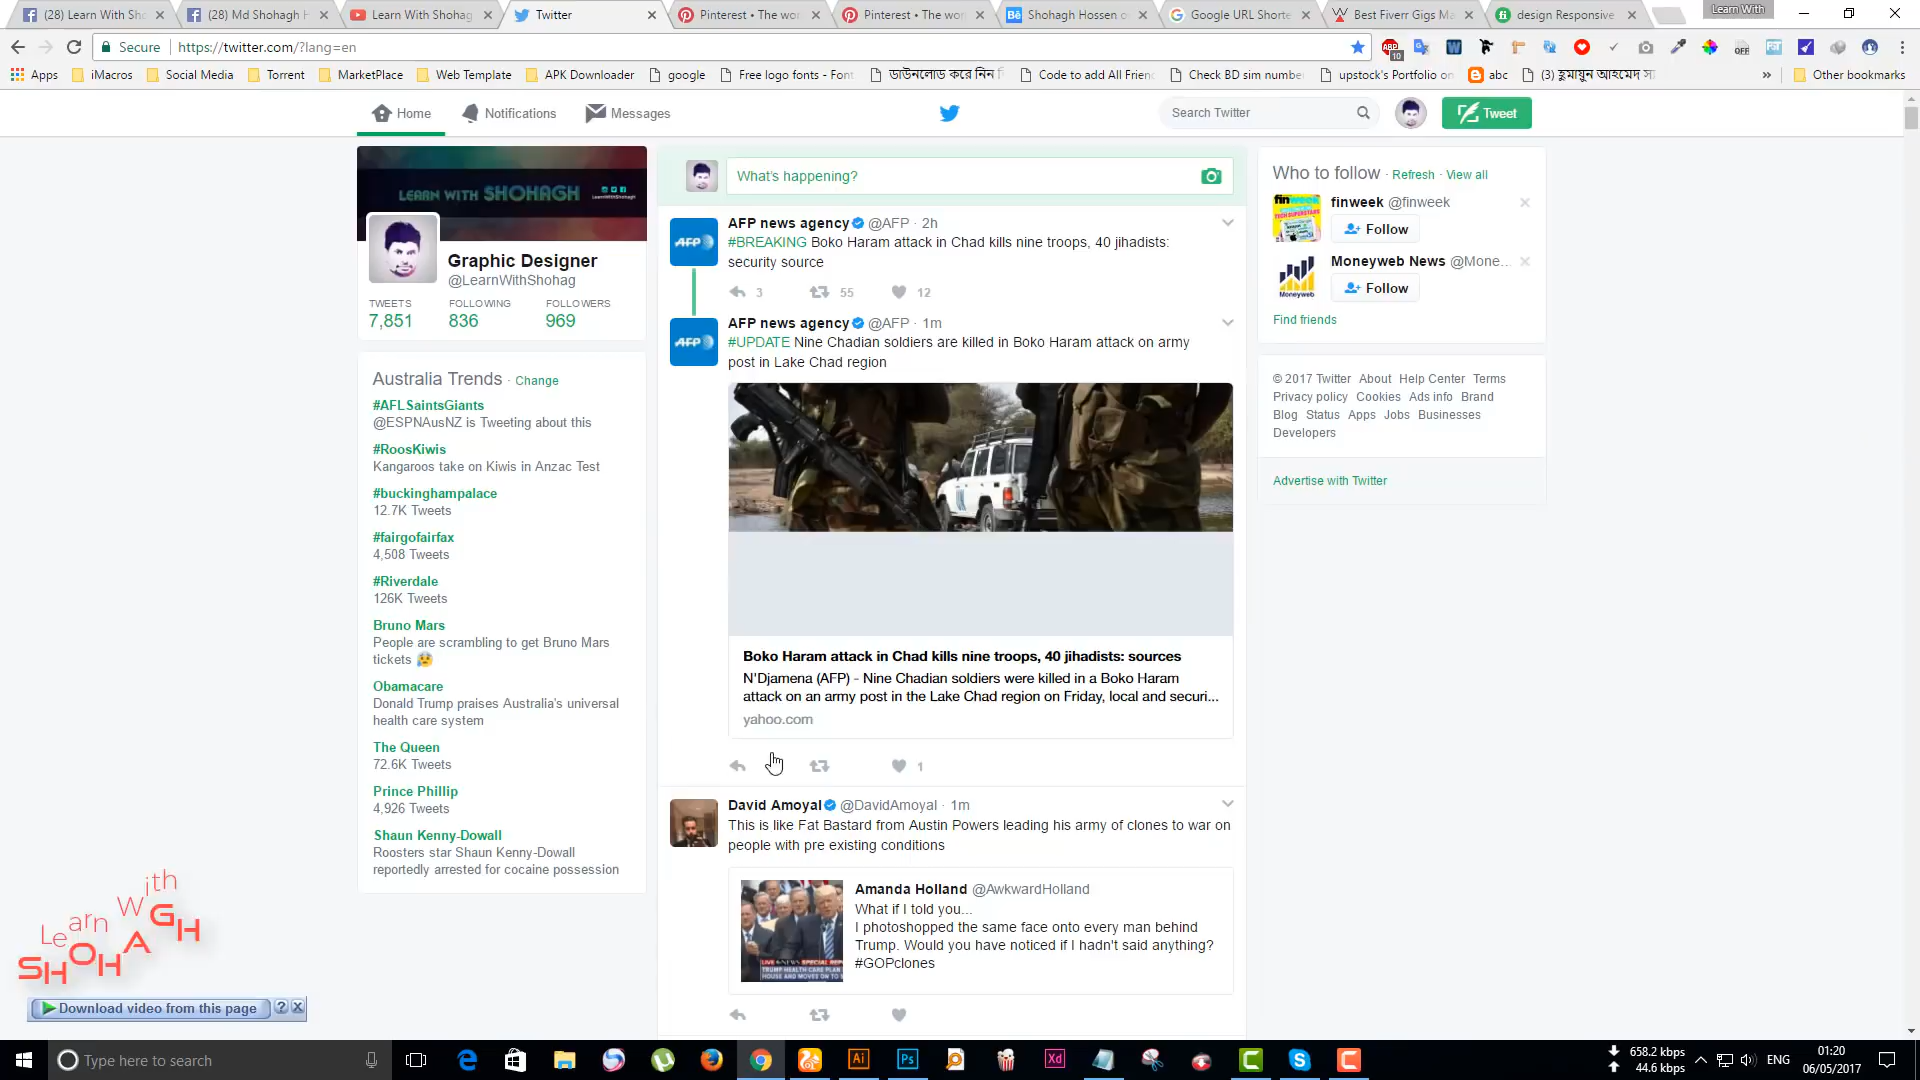 (28) Learn With Sho
(28) Md Shohagh H
Learn With Shohag
Twitter
Pinterest • The wor
Pinterest • The wor
Shohagh Hossen on
Google URL Shorte
Best Fiverr Gigs Ma
design Responsive
Learn With
Secure
https://twitter.com/?lang=en
Apps
iMacros
Social Media
Torrent
MarketPlace
Web Template
APK Downloader
google
Free logo fonts - Font
ডাউনলোড করে নিন
Code to add All Frien
Check BD sim numbe
upstock's Portfolio on
abc
(3) হুমায়ুন আহমেদ স
»
Other bookmarks
Home
Notifications
Messages
Search Twitter
Tweet
LEARN WITH SHOHAGH
LearnWithShohag
Graphic Designer
@LearnWithShohag
TWEETS
FOLLOWING
FOLLOWERS
7,851
836
969
Australia Trends · Change
#AFLSaintsGiants
@ESPNAusNZ is Tweeting about this
#RoosKiwis
Kangaroos take on Kiwis in Anzac Test
#buckinghampalace
12.7K Tweets
#fairgofairfax
4,508 Tweets
#Riverdale
126K Tweets
Bruno Mars
People are scrambling to get Bruno Mars
tickets 😰
Obamacare
Donald Trump praises Australia's universal
health care system
The Queen
72.6K Tweets
Prince Phillip
4,926 Tweets
Shaun Kenny-Dowall
Roosters star Shaun Kenny-Dowall
reportedly arrested for cocaine possession
What's happening?
AFP
AFP news agency @AFP · 2h
#BREAKING Boko Haram attack in Chad kills nine troops, 40 jihadists:
security source
3
55
12
AFP
AFP news agency @AFP · 1m
#UPDATE Nine Chadian soldiers are killed in Boko Haram attack on army
post in Lake Chad region
Boko Haram attack in Chad kills nine troops, 40 jihadists: sources
N'Djamena (AFP) - Nine Chadian soldiers were killed in a Boko Haram
attack on an army post in the Lake Chad region on Friday, local and securi...
yahoo.com
1
David Amoyal @DavidAmoyal · 1m
This is like Fat Bastard from Austin Powers leading his army of clones to war on
people with pre existing conditions
Amanda Holland @AwkwardHolland
What if I told you...
I photoshopped the same face onto every man behind
Trump. Would you have noticed if I hadn't said anything?
#GOPclones
TRUMP HEALTH CARE PLAN
Who to follow · Refresh · View all
finweek
finweek @finweek
Follow
Moneyweb
Moneyweb News @Mone...
Follow
Find friends
© 2017 Twitter About Help Center Terms
Privacy policy Cookies Ads info Brand
Blog Status Apps Jobs Businesses
Developers
Advertise with Twitter
Learn With
SHOHAGH
Download video from this page
Type here to search
658.2 kbps
44.6 kbps
ENG
01:20
06/05/2017